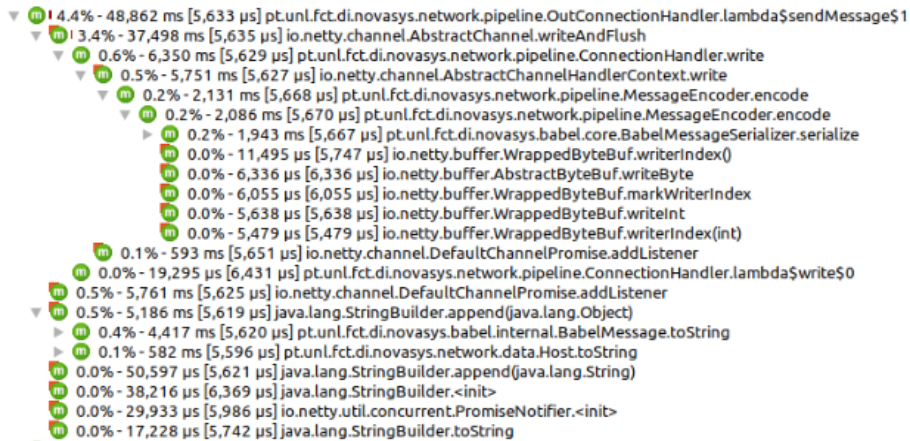 4.4% - 48,862 ms [5,633 µs] pt.unl.fct.di.novasys.network.pipeline.OutConnectionHandler.lambda$sendMessage$1
3.4% - 37,498 ms [5,635 µs] io.netty.channel.AbstractChannel.writeAndFlush
0.6% - 6,350 ms [5,629 µs] pt.unl.fct.di.novasys.network.pipeline.ConnectionHandler.write
0.5% - 5,751 ms [5,627 µs] io.netty.channel.AbstractChannelHandlerContext.write
0.2% - 2,131 ms [5,668 µs] pt.unl.fct.di.novasys.network.pipeline.MessageEncoder.encode
0.2% - 2,086 ms [5,670 µs] pt.unl.fct.di.novasys.network.pipeline.MessageEncoder.encode
0.2% - 1,943 ms [5,667 µs] pt.unl.fct.di.novasys.babel.core.BabelMessageSerializer.serialize
0.0% - 11,495 µs [5,747 µs] io.netty.buffer.WrappedByteBuf.writerIndex()
0.0% - 6,336 µs [6,336 µs] io.netty.buffer.AbstractByteBuf.writeByte
0.0% - 6,055 µs [6,055 µs] io.netty.buffer.WrappedByteBuf.markWriterIndex
0.0% - 5,638 µs [5,638 µs] io.netty.buffer.WrappedByteBuf.writeInt
0.0% - 5,479 µs [5,479 µs] io.netty.buffer.WrappedByteBuf.writerIndex(int)
0.1% - 593 ms [5,651 µs] io.netty.channel.DefaultChannelPromise.addListener
0.0% - 19,295 µs [6,431 µs] pt.unl.fct.di.novasys.network.pipeline.ConnectionHandler.lambda$write$0
0.5% - 5,761 ms [5,625 µs] io.netty.channel.DefaultChannelPromise.addListener
0.5% - 5,186 ms [5,619 µs] java.lang.StringBuilder.append(java.lang.Object)
0.4% - 4,417 ms [5,620 µs] pt.unl.fct.di.novasys.babel.internal.BabelMessage.toString
0.1% - 582 ms [5,596 µs] pt.unl.fct.di.novasys.network.data.Host.toString
0.0% - 50,597 µs [5,621 µs] java.lang.StringBuilder.append(java.lang.String)
0.0% - 38,216 µs [6,369 µs] java.lang.StringBuilder.<init>
0.0% - 29,933 µs [5,986 µs] io.netty.util.concurrent.PromiseNotifier.<init>
0.0% - 17,228 µs [5,742 µs] java.lang.StringBuilder.toString